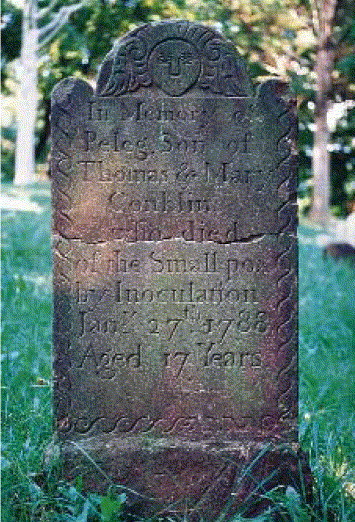 In Memory of
Peleg, Son of
Thomas & Mary
Conklin
who died
of the Small pox
by Inoculation
Jany 27th 1788
Aged 17 Years